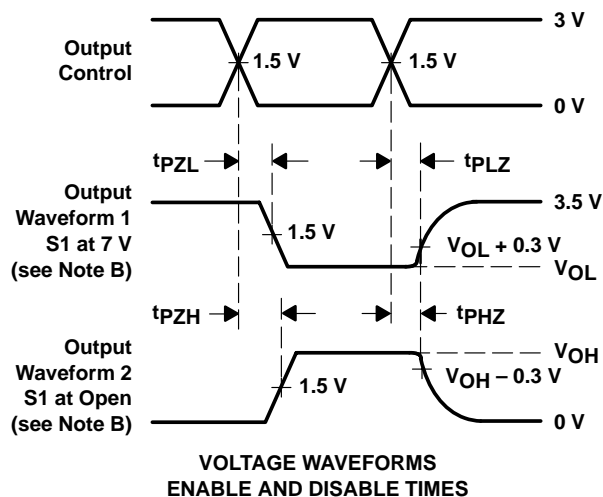 Output
Control
3 V
1.5 V
1.5 V
0 V
tPZL
tPLZ
Output
Waveform 1
S1 at 7 V
(see Note B)
3.5 V
1.5 V
VOL + 0.3 V
VOL
tPZH
tPHZ
Output
Waveform 2
S1 at Open
(see Note B)
VOH
1.5 V
VOH – 0.3 V
0 V
VOLTAGE WAVEFORMS
ENABLE AND DISABLE TIMES